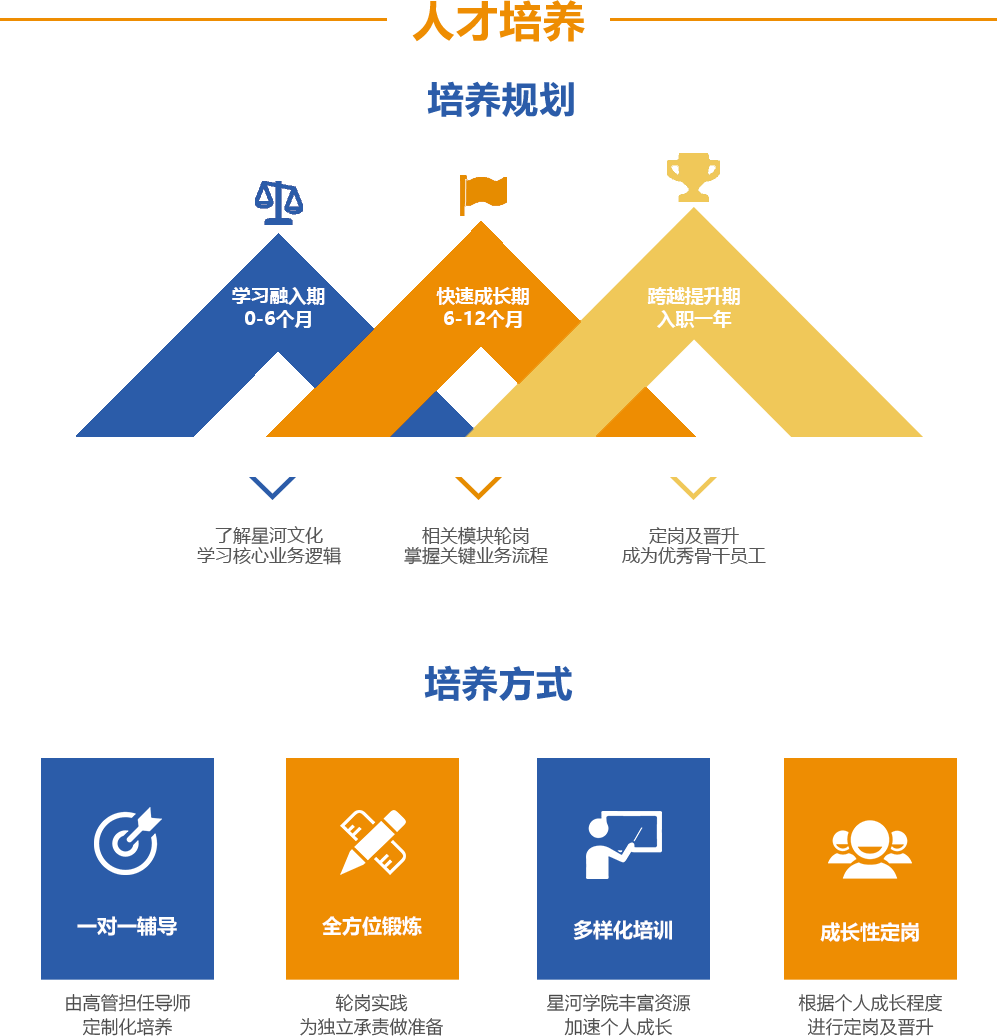 人才培养
培养规划
学习融入期
0-6个月
快速成长期
6-12个月
跨越提升期
入职一年
了解星河文化
学习核心业务逻辑
相关模块轮岗
掌握关键业务流程
定岗及晋升
成为优秀骨干员工
培养方式
一对一辅导
全方位锻炼
多样化培训
成长性定岗
由高管担任导师
定制化培养
轮岗实践
为独立承责做准备
星河学院丰富资源
加速个人成长
根据个人成长程度
进行定岗及晋升